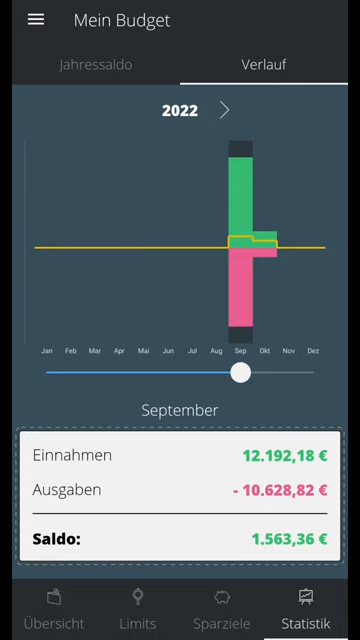 Mein Budget
Jahressaldo Verlauf
2022
Jan Feb Mar Apr Mai Jun Jul Aug Sep Okt Nov Dez
September
Einnahmen 12.192,18 €
Ausgaben - 10.628,82 €
Saldo: 1.563,36 €
Übersicht Limits Sparziele Statistik